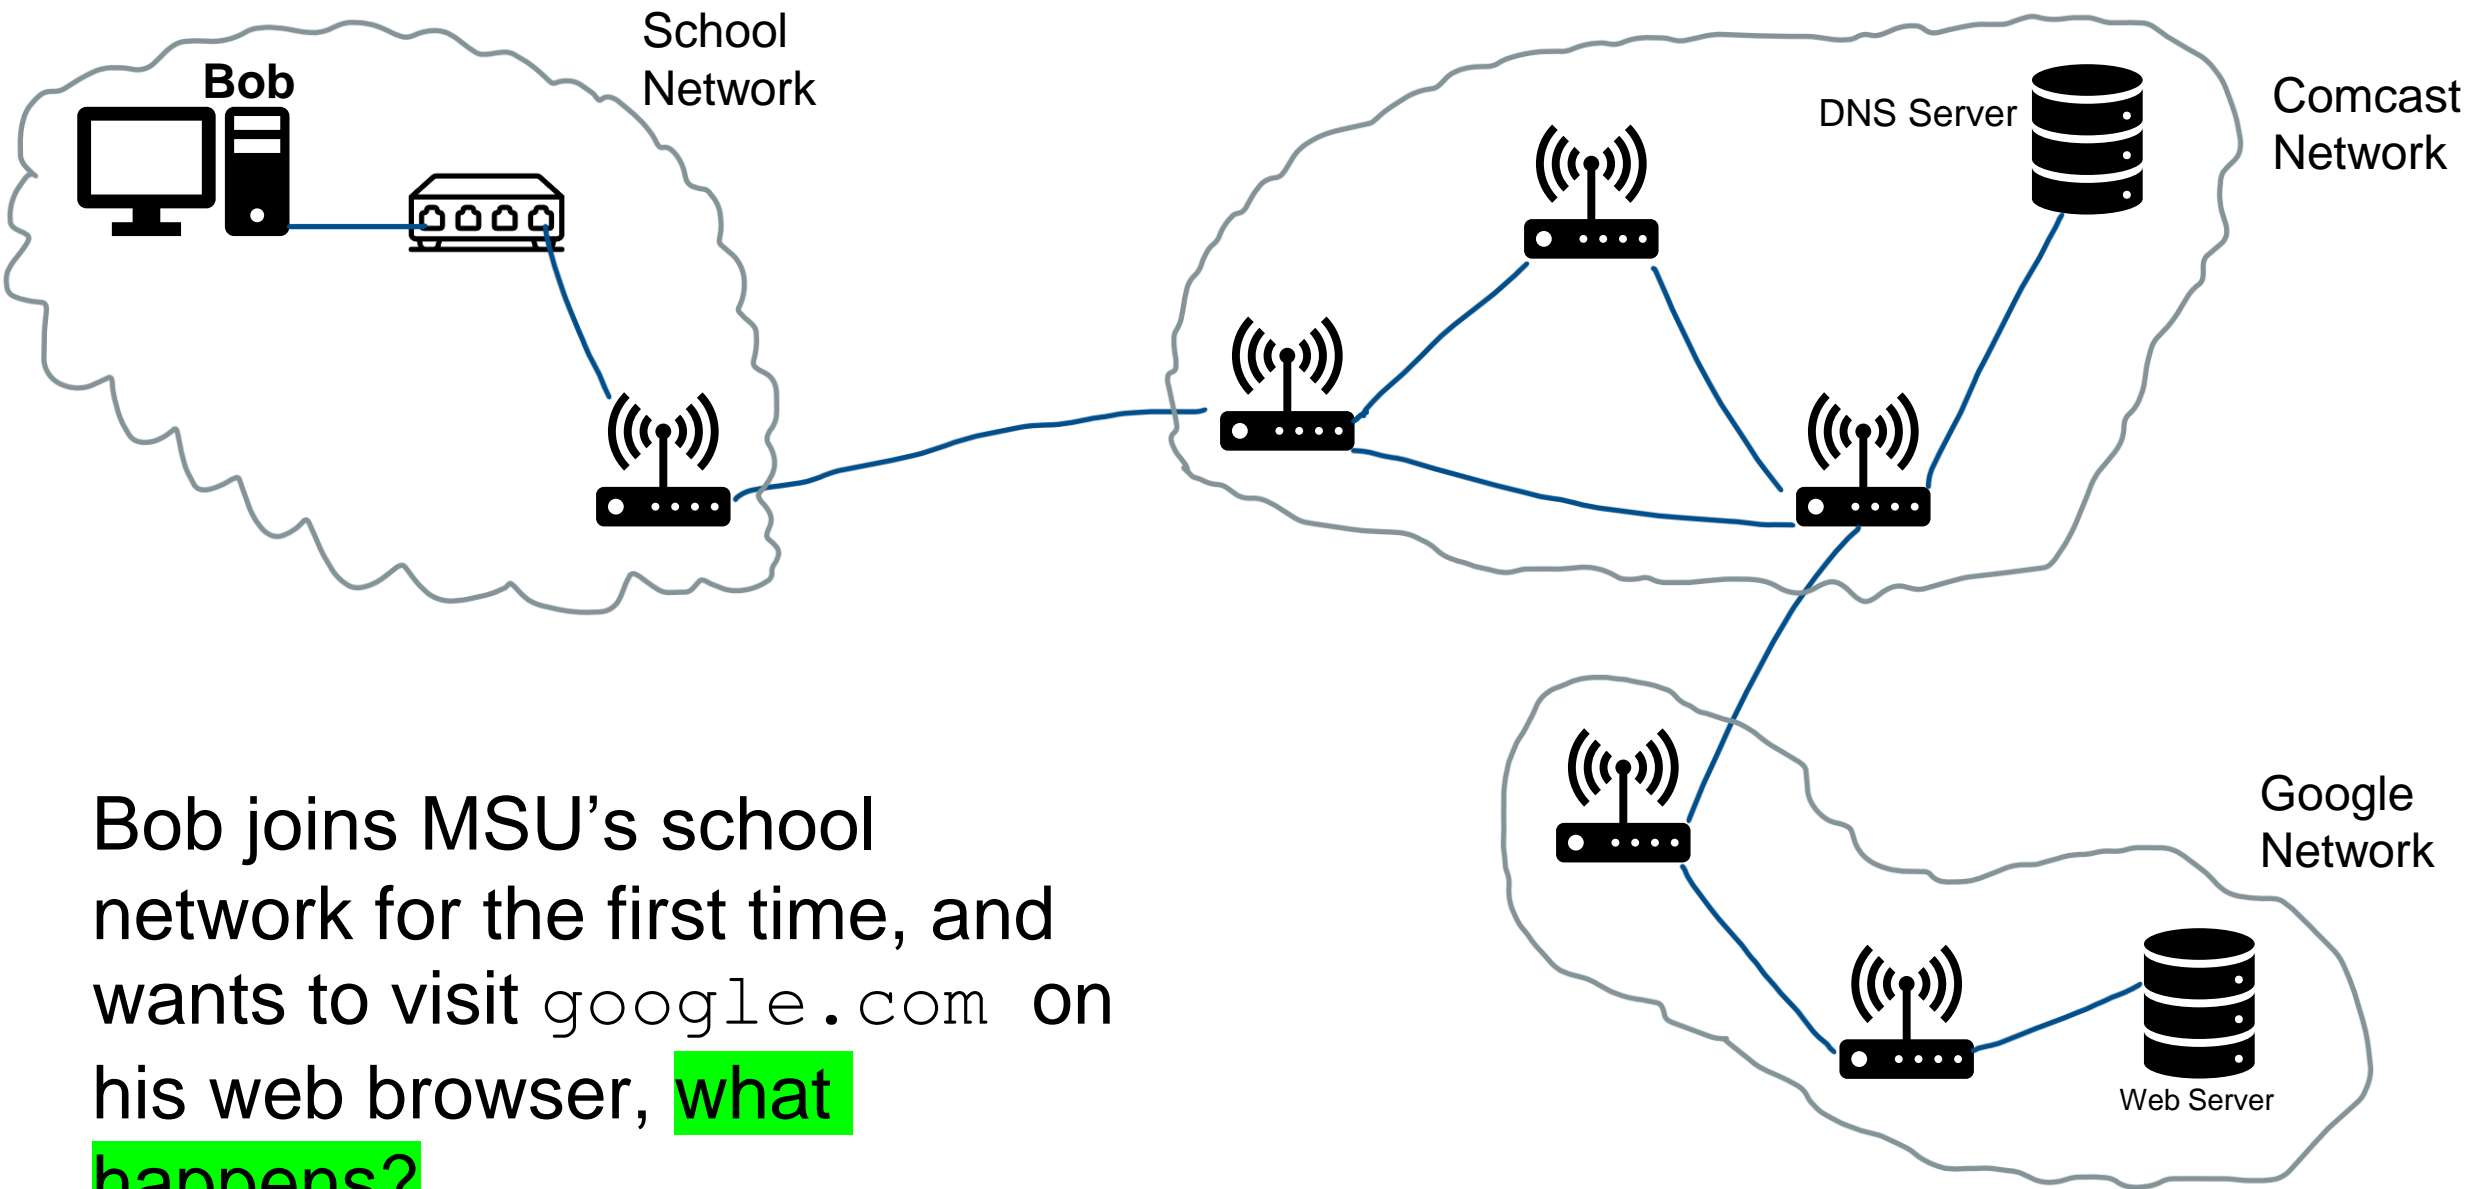 School
Network
Bob
DNS Server
Comcast
Network
Google
Network
Web Server
Bob joins MSU’s school
network for the first time, and
wants to visit google.com on
his web browser, what
happens?